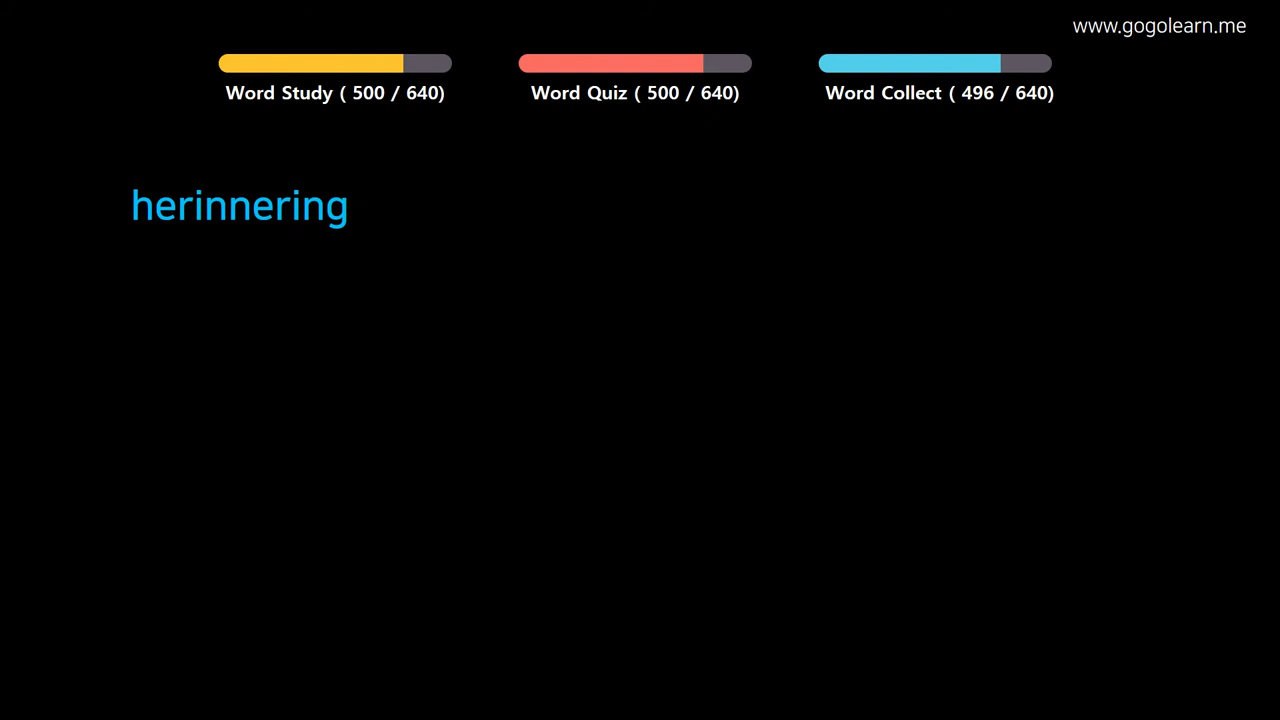 www.gogolearn.me
Word Study ( 500 / 640)
Word Quiz ( 500 / 640)
Word Collect ( 496 / 640)
herinnering